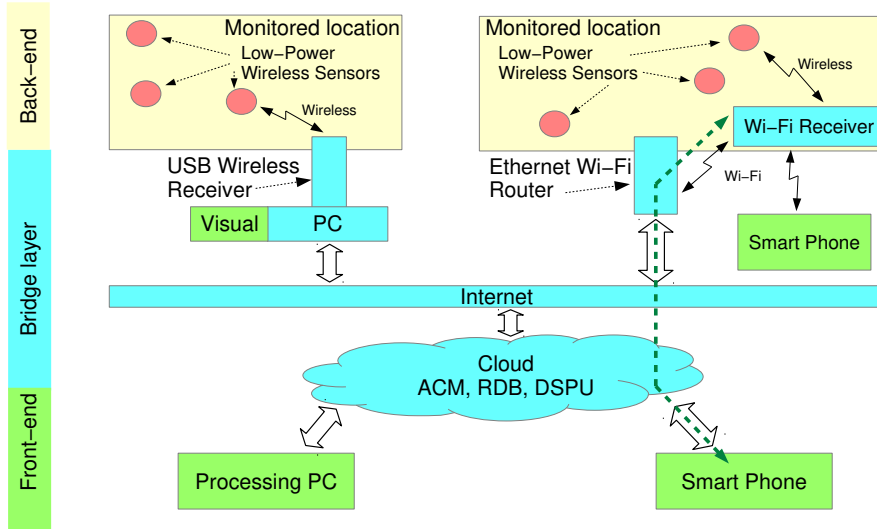 Back−end
Bridge layer
Front−end
Monitored location
Low−Power
Wireless Sensors
Wireless
USB Wireless
Receiver
Visual
PC
Monitored location
Low−Power
Wireless Sensors
Wireless
Wi−Fi Receiver
Ethernet Wi−Fi
Router
Wi−Fi
Smart Phone
Internet
Cloud
ACM, RDB, DSPU
Processing PC
Smart Phone